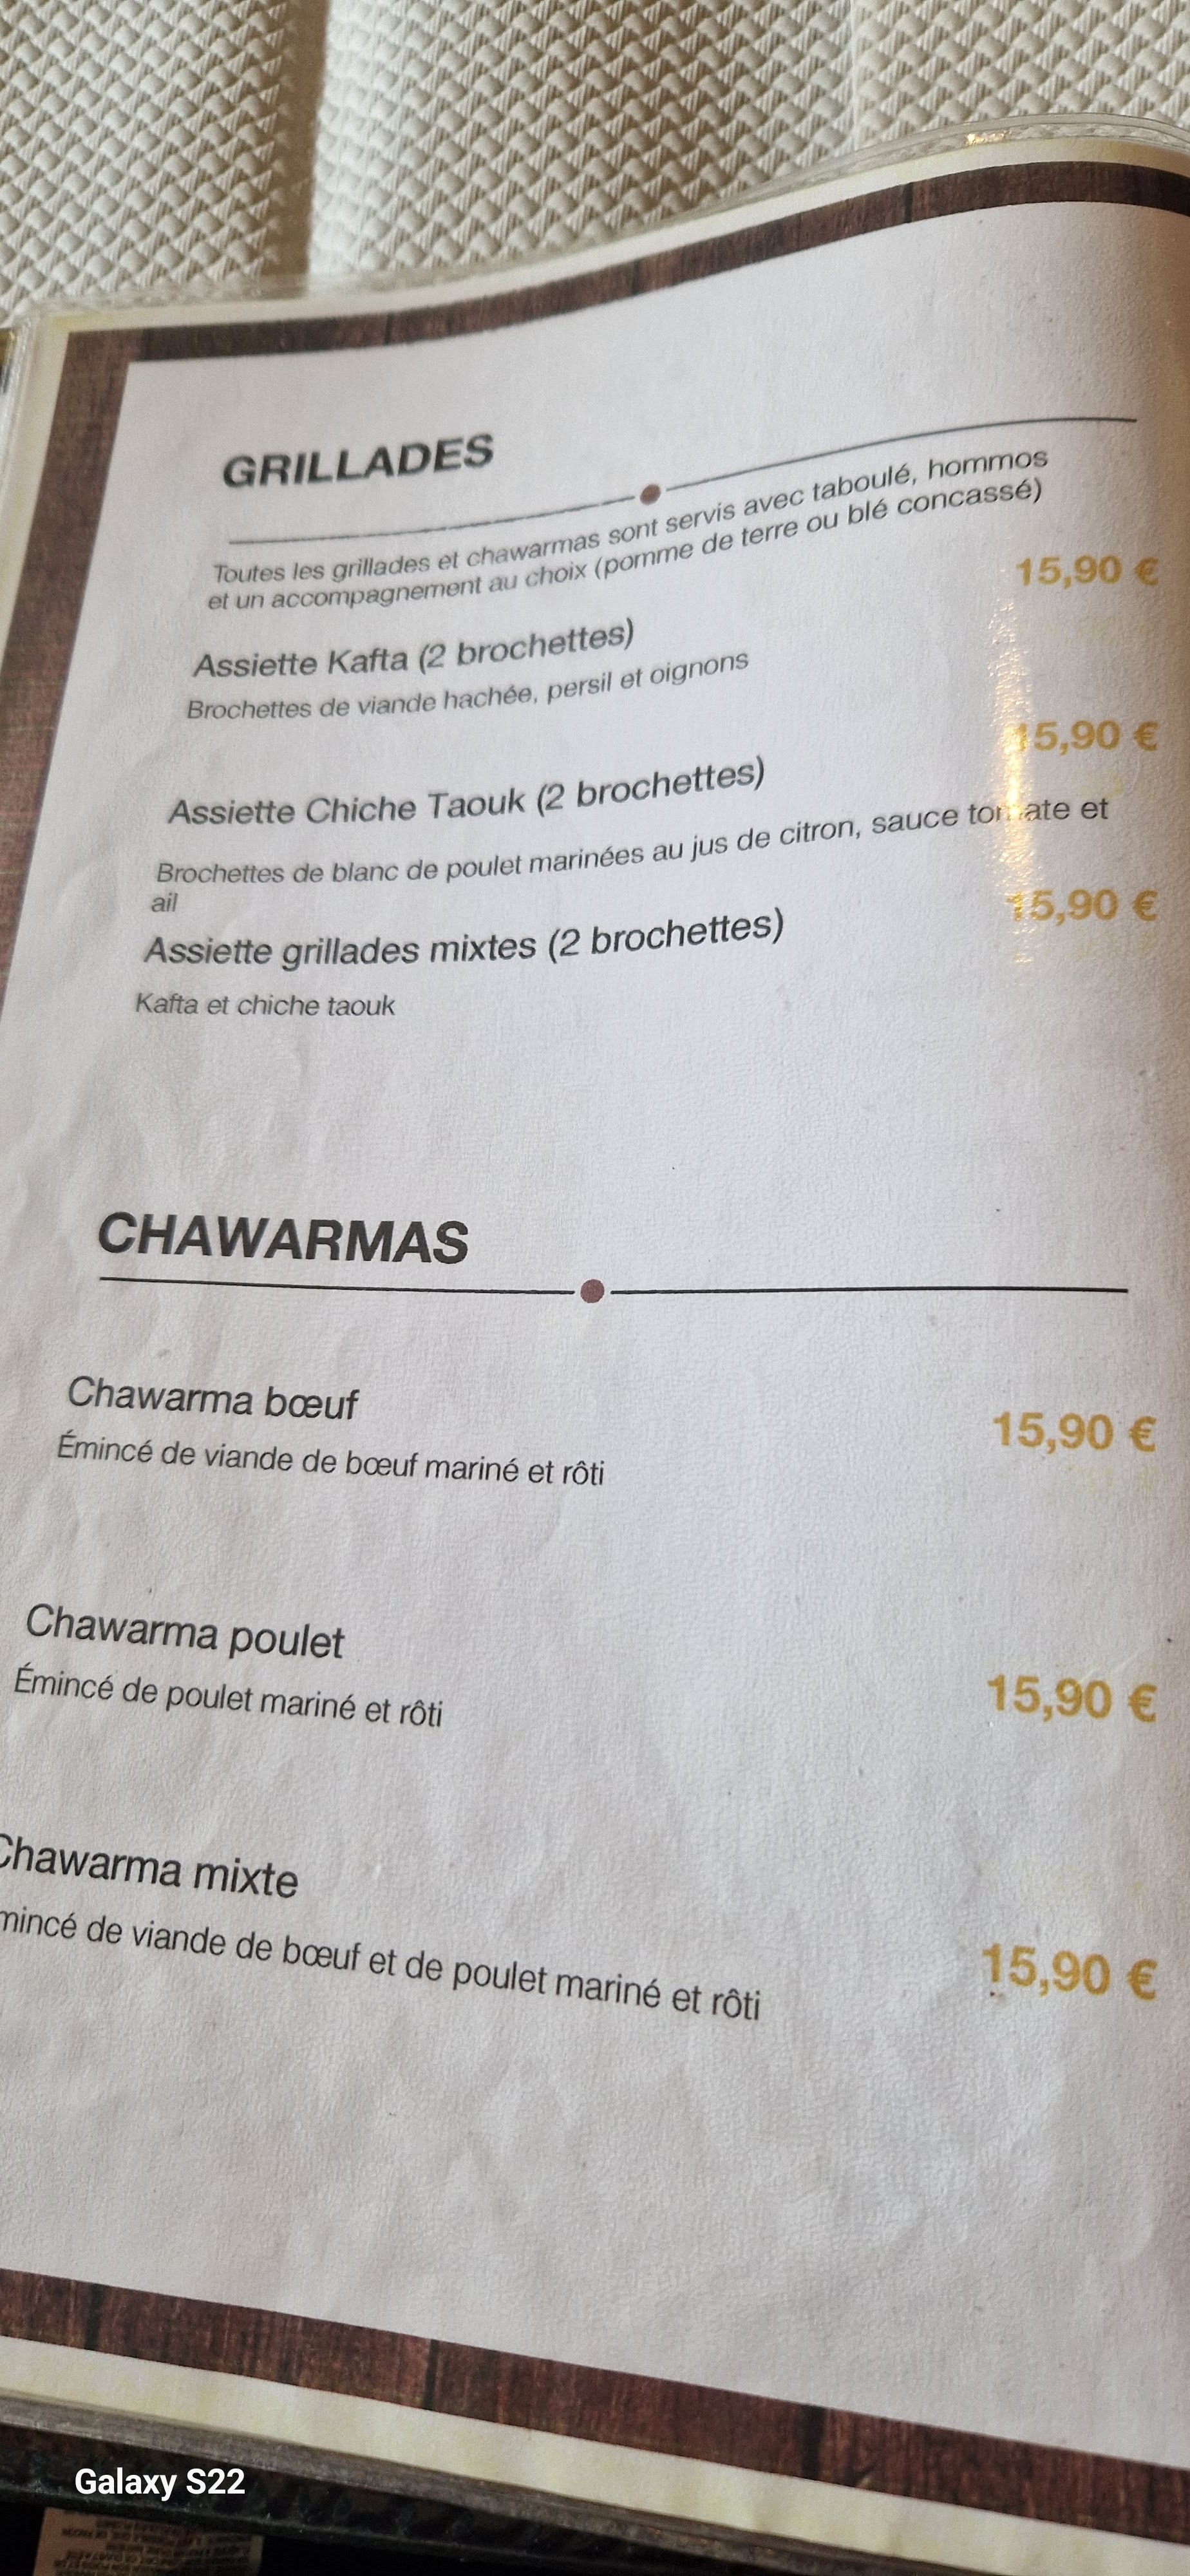 GRILLADES
Toutes les grillades et chawarmas sont servis avec taboulé, hommos
et un accompagnement au choix (pomme de terre ou blé concassé)
15,90 €
Assiette Kafta (2 brochettes)
Brochettes de viande hachée, persil et oignons
15,90 €
Assiette Chiche Taouk (2 brochettes)
Brochettes de blanc de poulet marinées au jus de citron, sauce tomate et
ail
15,90 €
Assiette grillades mixtes (2 brochettes)
Kafta et chiche taouk
CHAWARMAS
Chawarma bœuf
15,90 €
Émincé de viande de bœuf mariné et rôti
Chawarma poulet
15,90 €
Émincé de poulet mariné et rôti
Chawarma mixte
15,90 €
mincé de viande de bœuf et de poulet mariné et rôti
Galaxy S22